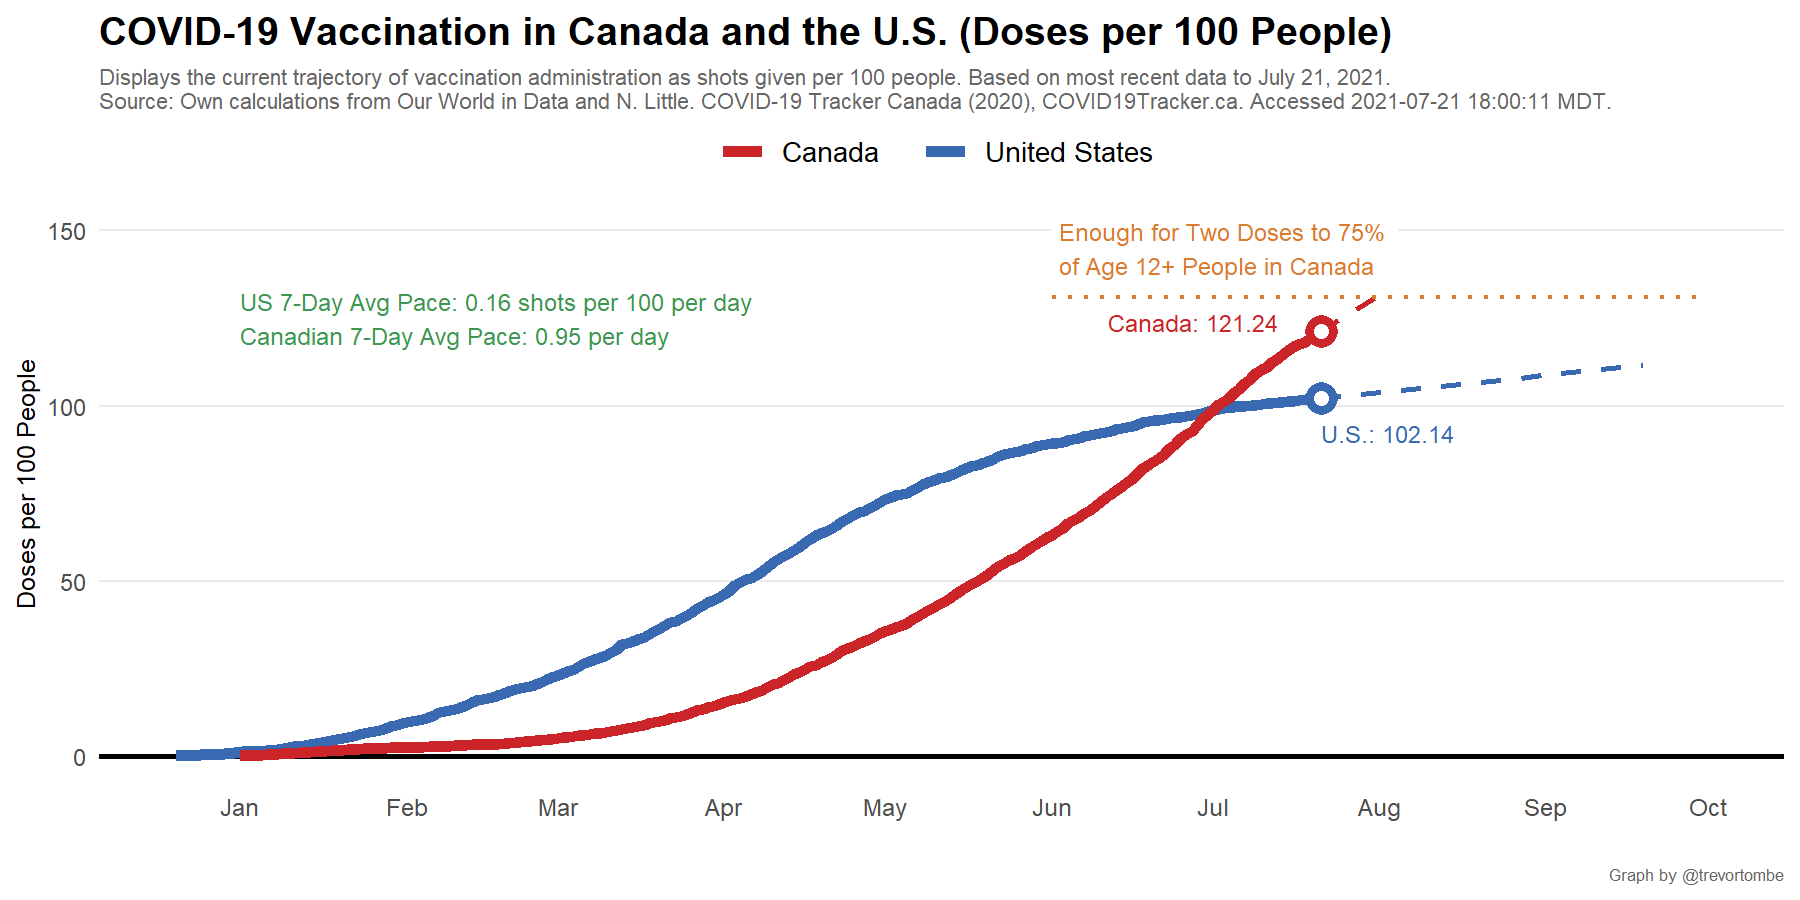 COVID-19 Vaccination in Canada and the U.S. (Doses per 100 People)
Displays the current trajectory of vaccination administration as shots given per 100 people. Based on most recent data to July 21, 2021.
Source: Own calculations from Our World in Data and N. Little. COVID-19 Tracker Canada (2020), COVID19Tracker.ca. Accessed 2021-07-21 18:00:11 MDT.
Canada
United States
150
100
50
0
Doses per 100 People
Enough for Two Doses to 75%
of Age 12+ People in Canada
US 7-Day Avg Pace: 0.16 shots per 100 per day
Canadian 7-Day Avg Pace: 0.95 per day
Canada: 121.24
U.S.: 102.14
Jan
Feb
Mar
Apr
May
Jun
Jul
Aug
Sep
Oct
Graph by @trevortombe